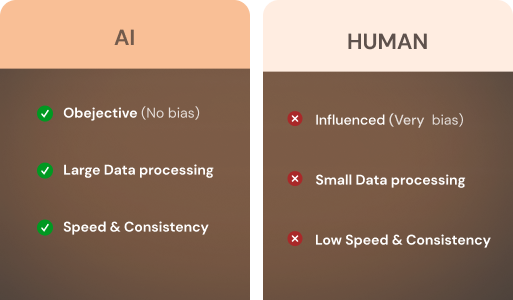 AI
Obejective (No bias)
Large Data processing
Speed & Consistency
HUMAN
Influenced (Very bias)
Small Data processing
Low Speed & Consistency